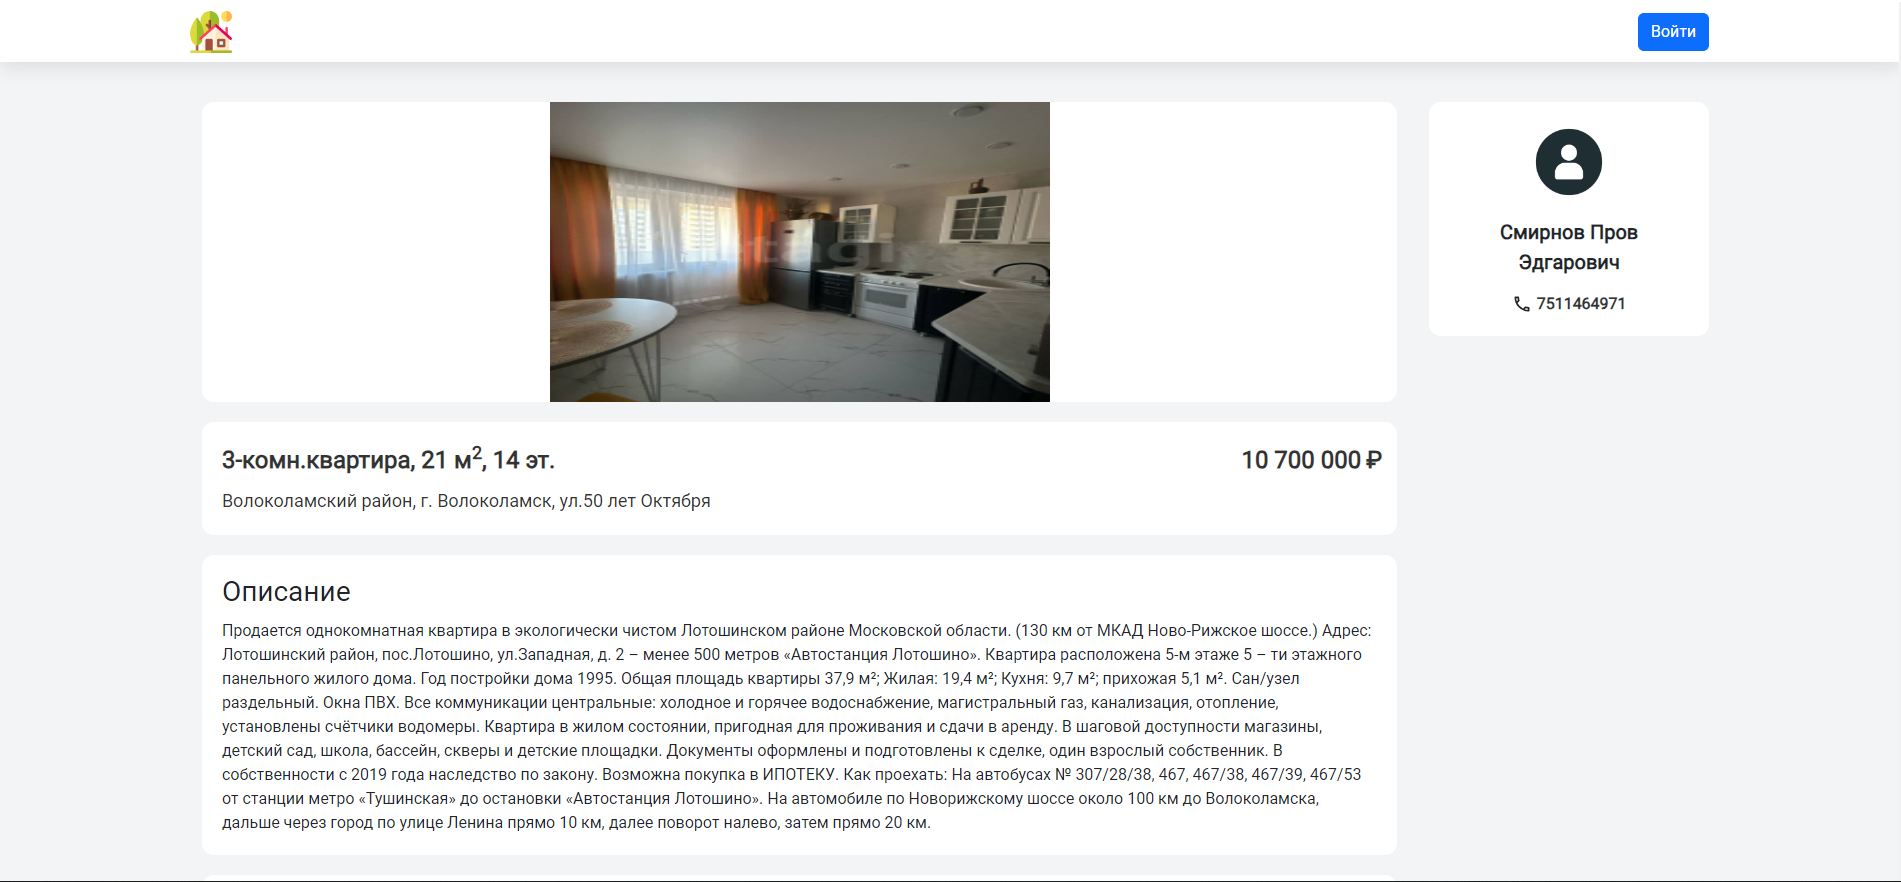 Войти
etagi
Смирнов Пров
Эдгарович
7511464971
3-комн.квартира, 21 м², 14 эт.
10 700 000 ₽
Волоколамский район, г. Волоколамск, ул.50 лет Октября
Описание
Продается однокомнатная квартира в экологически чистом Лотошинском районе Московской области. (130 км от МКАД Ново-Рижское шоссе.) Адрес:
Лотошинский район, пос.Лотошино, ул.Западная, д. 2 – менее 500 метров «Автостанция Лотошино». Квартира расположена 5-м этаже 5 – ти этажного
панельного жилого дома. Год постройки дома 1995. Общая площадь квартиры 37,9 м²; Жилая: 19,4 м²; Кухня: 9,7 м²; прихожая 5,1 м². Сан/узел
раздельный. Окна ПВХ. Все коммуникации центральные: холодное и горячее водоснабжение, магистральный газ, канализация, отопление,
установлены счётчики водомеры. Квартира в жилом состоянии, пригодная для проживания и сдачи в аренду. В шаговой доступности магазины,
детский сад, школа, бассейн, скверы и детские площадки. Документы оформлены и подготовлены к сделке, один взрослый собственник. В
собственности с 2019 года наследство по закону. Возможна покупка в ИПОТЕКУ. Как проехать: На автобусах № 307/28/38, 467, 467/38, 467/39, 467/53
от станции метро «Тушинская» до остановки «Автостанция Лотошино». На автомобиле по Новорижскому шоссе около 100 км до Волоколамска,
дальше через город по улице Ленина прямо 10 км, далее поворот налево, затем прямо 20 км.